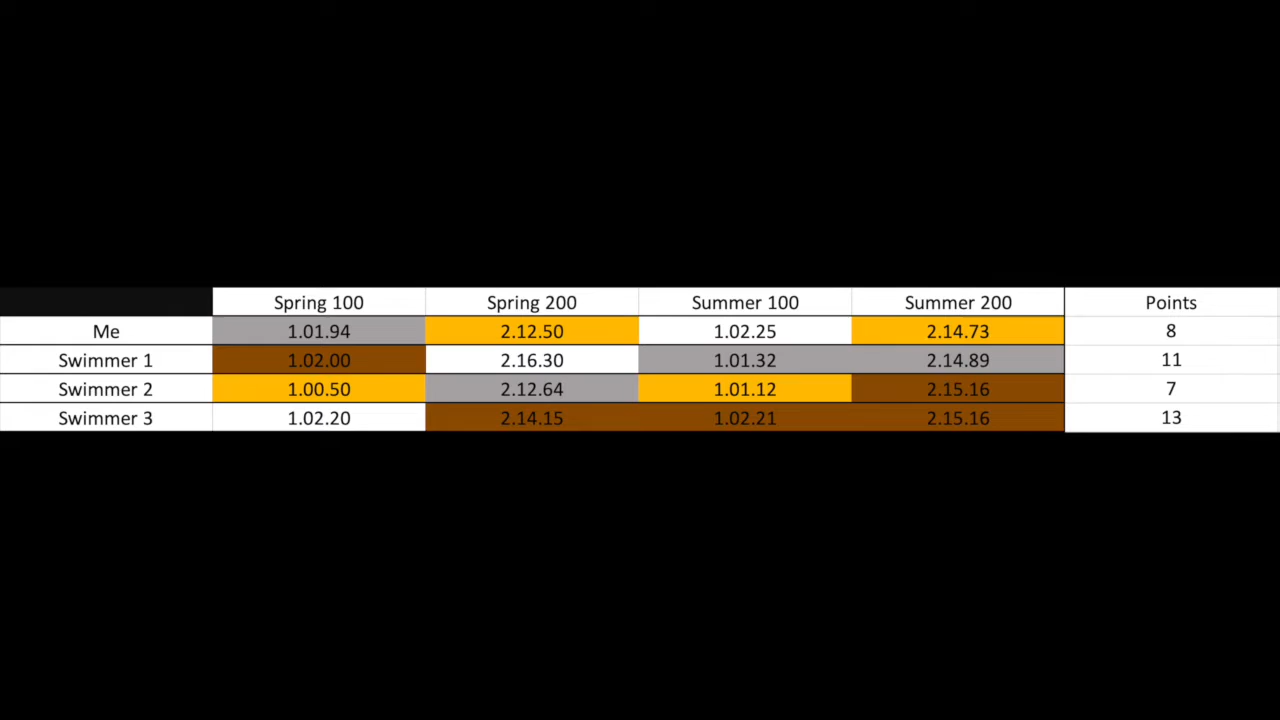 Spring 100 Spring 200 Summer 100 Summer 200 Points
Me 1.01.94 2.12.50 1.02.25 2.14.73 8
Swimmer 1 1.02.00 2.16.30 1.01.32 2.14.89 11
Swimmer 2 1.00.50 2.12.64 1.01.12 2.15.16 7
Swimmer 3 1.02.20 2.14.15 1.02.21 2.15.16 13